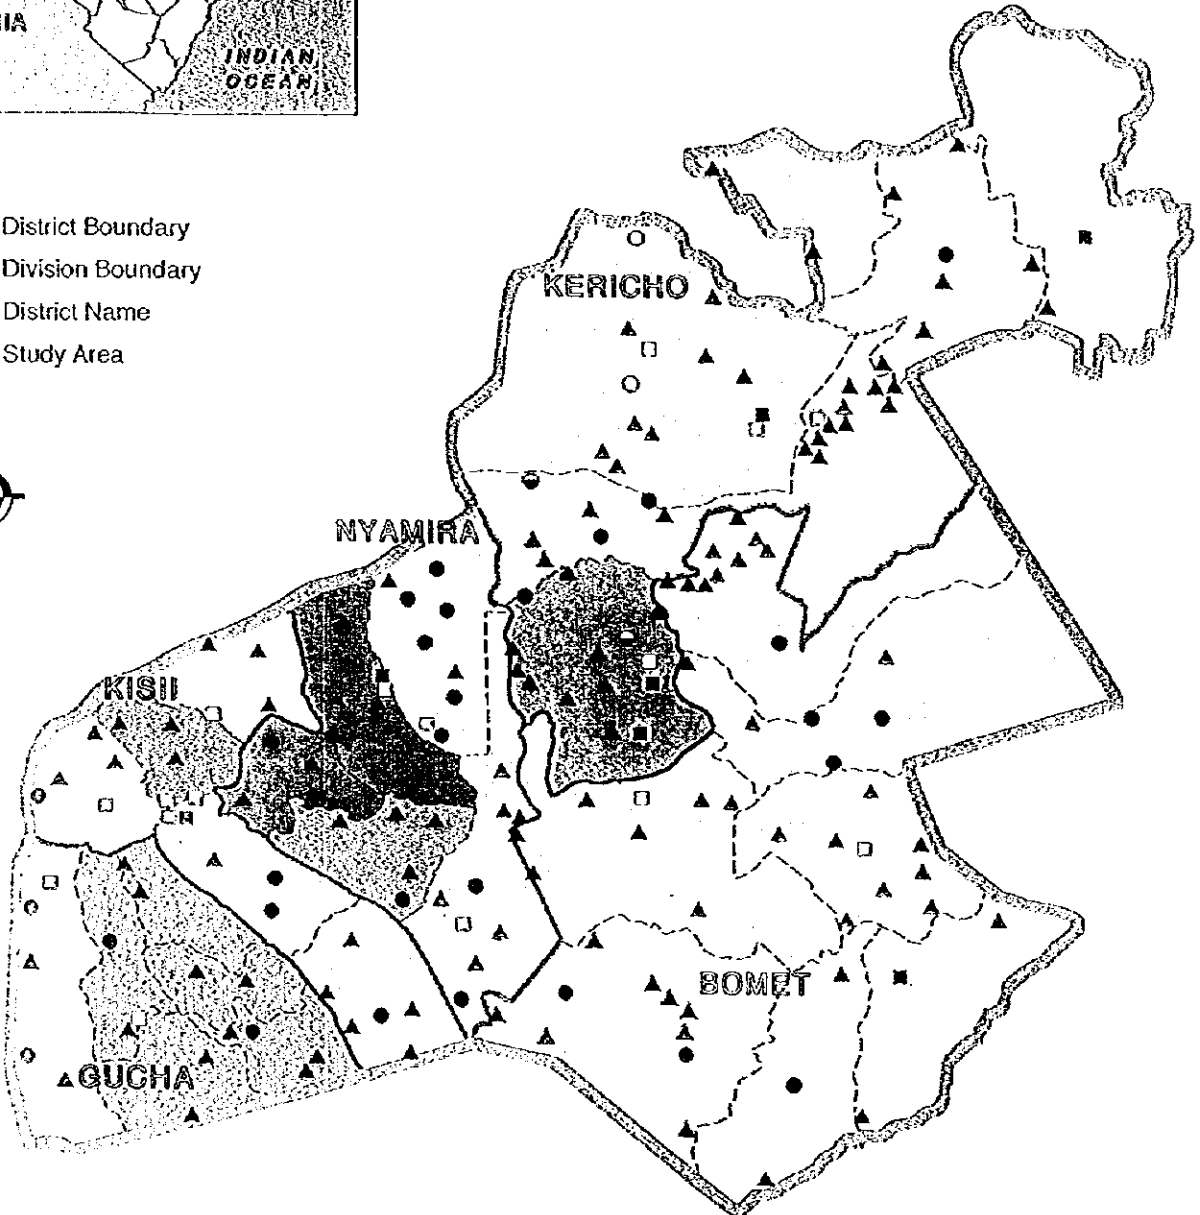 INDIAN
OCEAN
District Boundary
Division Boundary
District Name
Study Area
KERICHO
NYAMIRA
KISII
BOMET
GUCHA